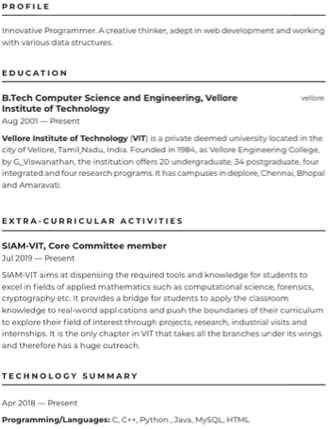 PROFILE
Innovative Programmer. A creative thinker, adept in web development and working
with various data structures.
EDUCATION
B.Tech Computer Science and Engineering, Vellore
Institute of Technology
vellore
Aug 2001 — Present
Vellore Institute of Technology (VIT) is a private deemed university located in the
city of Vellore, Tamil_Nadu, India. Founded in 1984, as Vellore Engineering College,
by G_Viswanathan, the institution offers 20 undergraduate, 34 postgraduate, four
integrated and four research programs. It has campuses in deplore, Chennai, Bhopal
and Amaravati.
EXTRA-CURRICULAR ACTIVITIES
SIAM-VIT, Core Committee member
Jul 2019 — Present
SIAM-VIT aims at dispensing the required tools and knowledge for students to
excel in fields of applied mathematics such as computational science, forensics,
cryptography etc. It provides a bridge for students to apply the classroom
knowledge to real-world applications and push the boundaries of their curriculum
to explore their field of interest through projects, research, industrial visits and
internships. It is the only chapter in VIT that takes all the branches under its wings
and therefore has a huge outreach.
TECHNOLOGY SUMMARY
Apr 2018 — Present
Programming/Languages: C, C++, Python , Java, MySQL, HTML